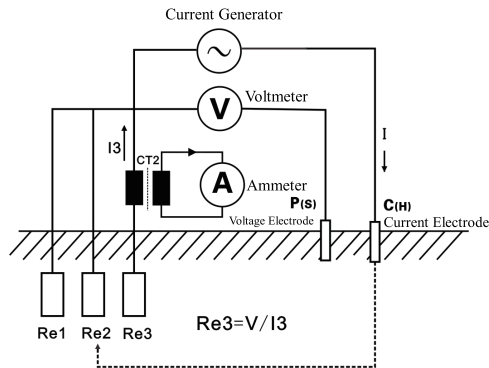 Current Generator
V
Voltmeter
I3
CT2
I
A
Ammeter
P(S)
C(H)
Voltage Electrode
Current Electrode
Re1
Re2
Re3
Re3=V/I3